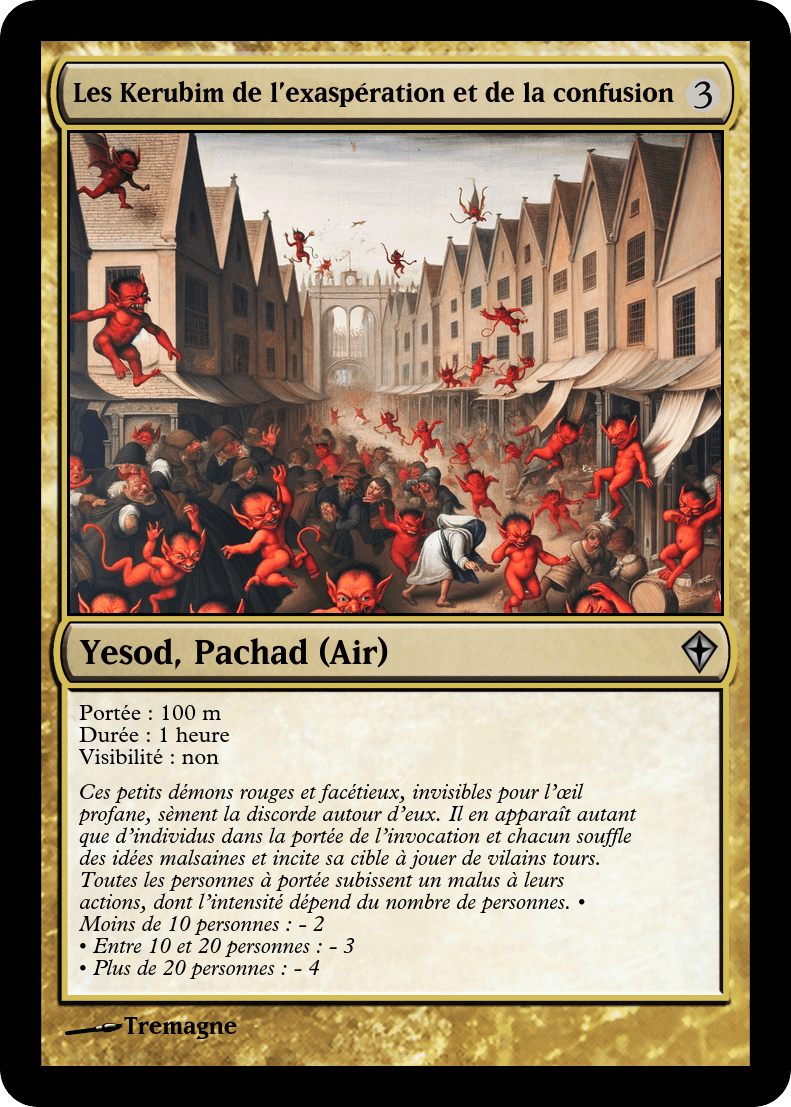 Les Kerubim de l'exaspération et de la confusion 3
Yesod, Pachad (Air)
Portée : 100 m
Durée : 1 heure
Visibilité : non
Ces petits démons rouges et facétieux, invisibles pour l'œil
profane, sèment la discorde autour d'eux. Il en apparaît autant
que d'individus dans la portée de l'invocation et chacun souffle
des idées malsaines et incite sa cible à jouer de vilains tours.
Toutes les personnes à portée subissent un malus à leurs
actions, dont l'intensité dépend du nombre de personnes. •
Moins de 10 personnes : - 2
• Entre 10 et 20 personnes : - 3
• Plus de 20 personnes : - 4
Tremagne